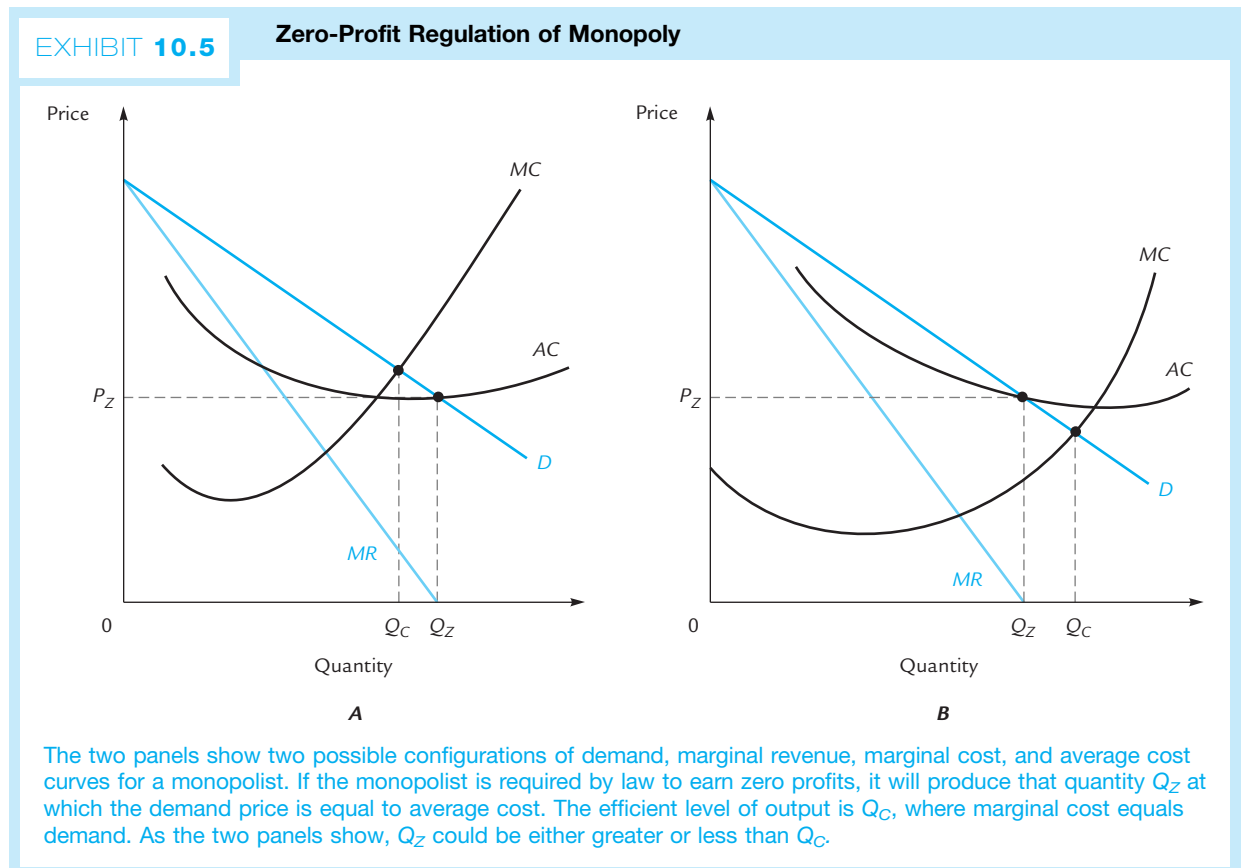 EXHIBIT 10.5
Zero-Profit Regulation of Monopoly
Price
MC
AC
P_Z
D
MR
0
Q_C Q_Z
Quantity
A
Price
MC
AC
P_Z
D
MR
0
Q_Z Q_C
Quantity
B
The two panels show two possible configurations of demand, marginal revenue, marginal cost, and average cost
curves for a monopolist. If the monopolist is required by law to earn zero profits, it will produce that quantity Q_Z at
which the demand price is equal to average cost. The efficient level of output is Q_C, where marginal cost equals
demand. As the two panels show, Q_Z could be either greater or less than Q_C.